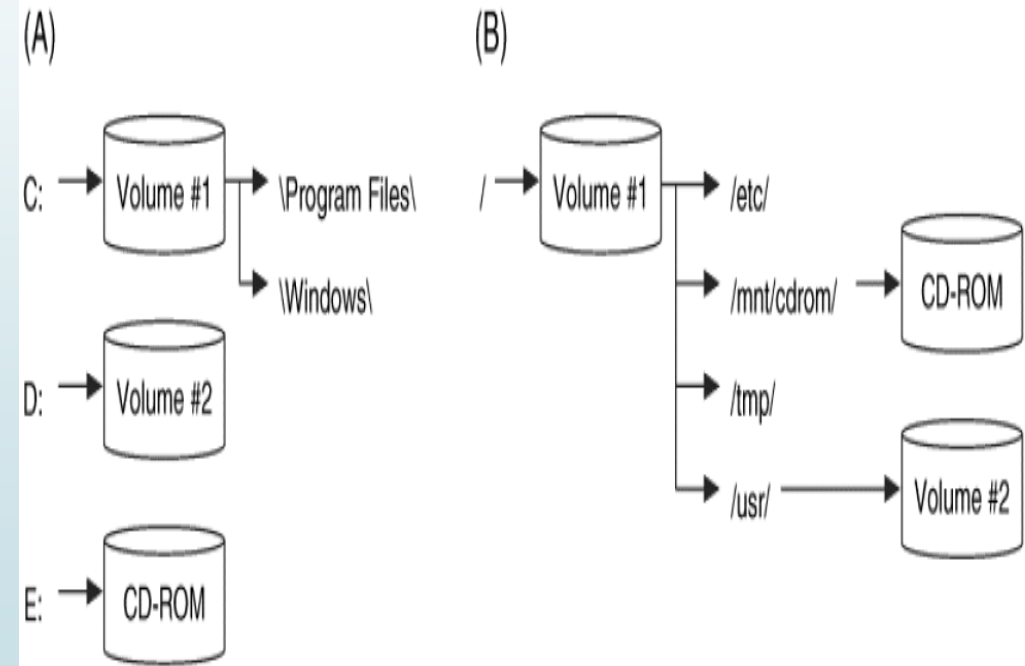 (A)
C:
Volume #1
\Program Files\
\Windows\
D:
Volume #2
E:
CD-ROM
(B)
/
Volume #1
/etc/
/mnt/cdrom/
CD-ROM
/tmp/
/usr/
Volume #2